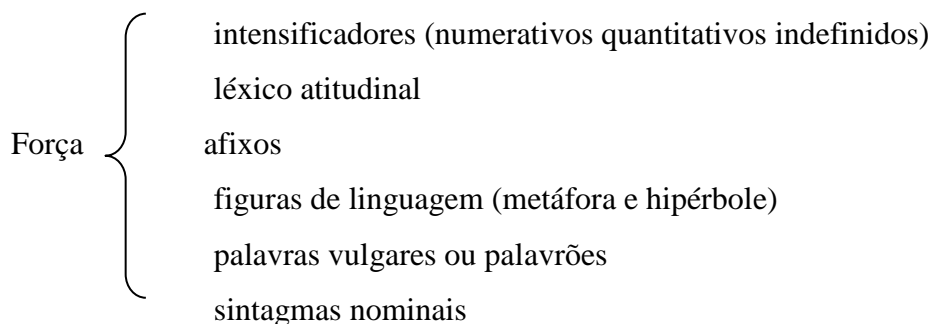 intensificadores (numerativos quantitativos indefinidos)
léxico atitudinal
Força
afixos
figuras de linguagem (metáfora e hipérbole)
palavras vulgares ou palavrões
sintagmas nominais